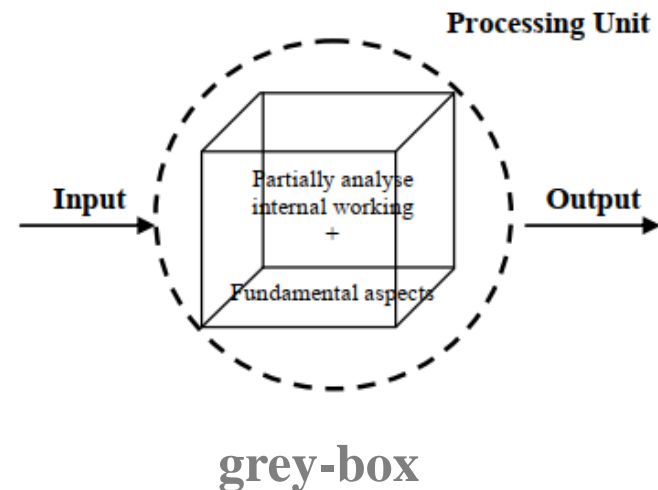 Processing Unit
Input
Partially analyse
internal working
+
Fundamental aspects
Output
grey-box